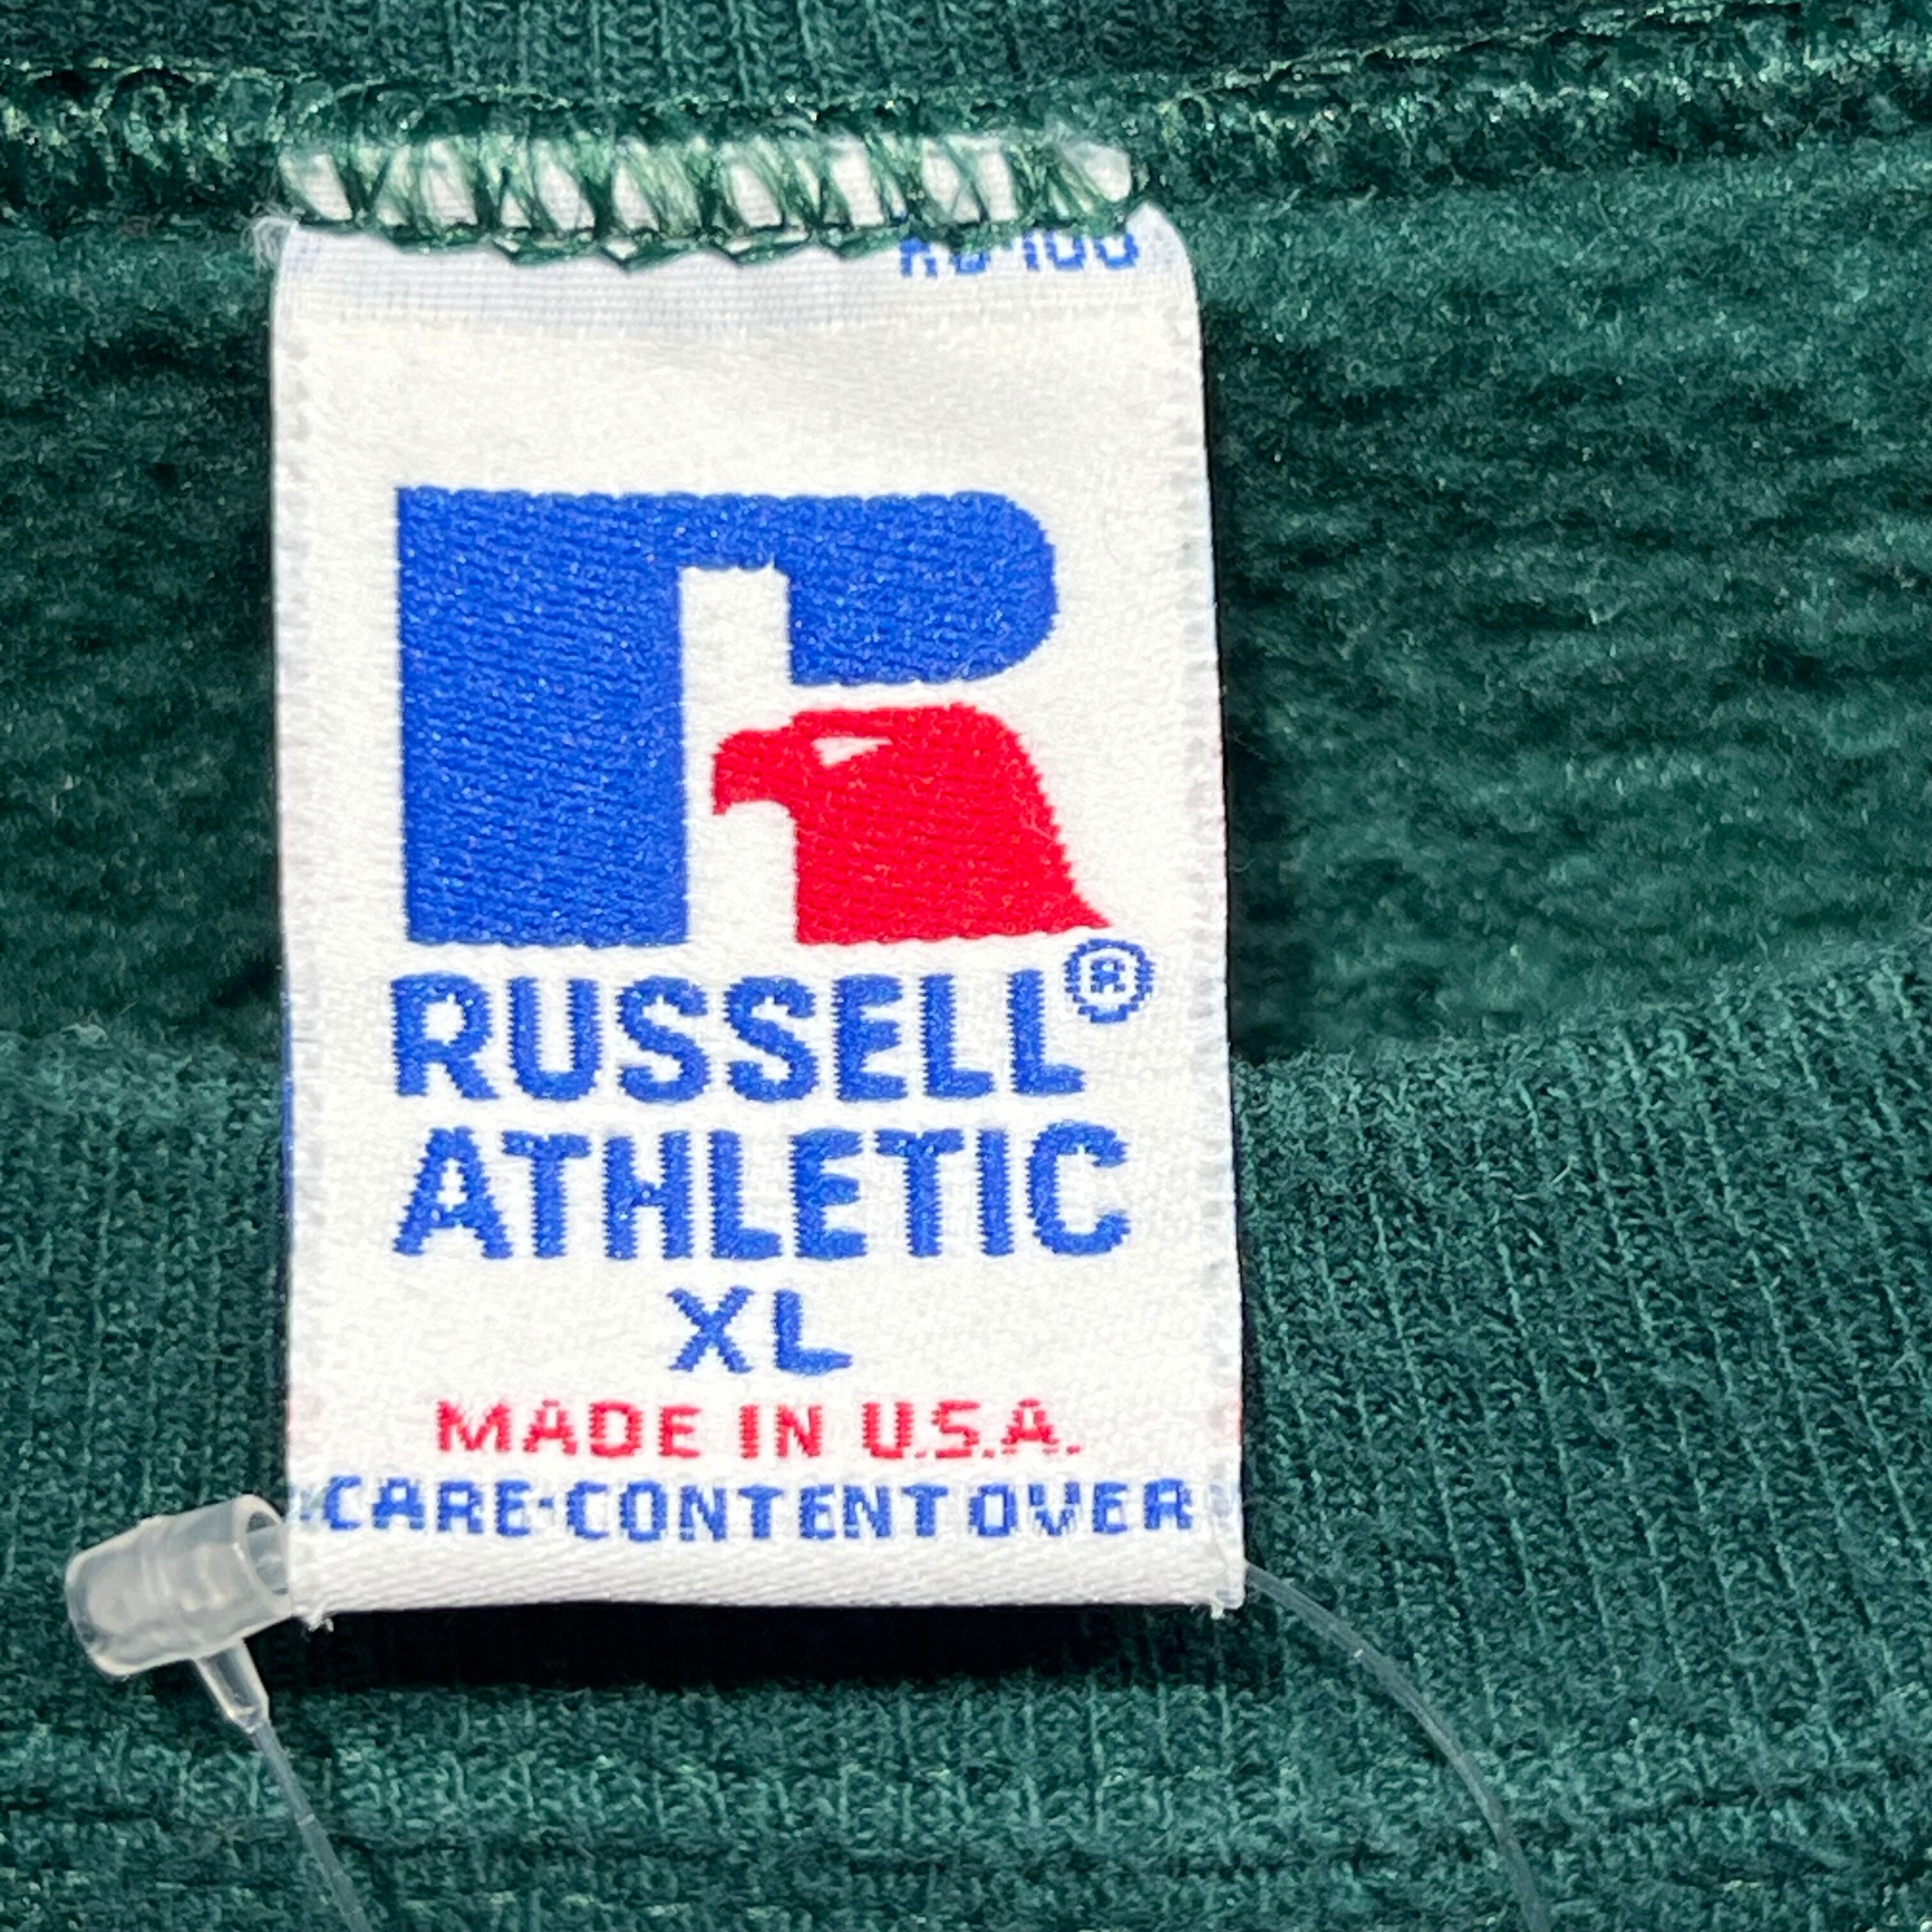 RUSSELL®
ATHLETIC
XL
MADE IN U.S.A.
CARE-CONTENT OVER